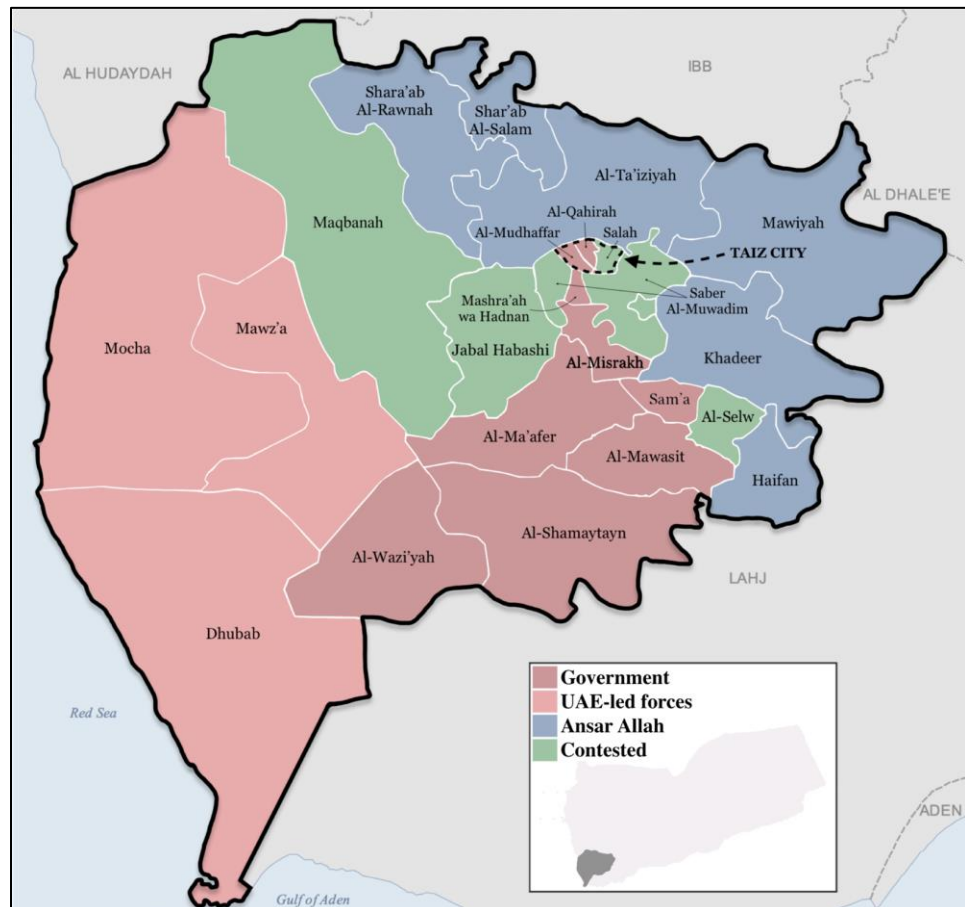 AL HUDAYDAH
IBB
Shara'ab
Al-Rawnah
Shar'ab
Al-Salam
Al-Ta'iziyah
AL DHALE'E
Mawiyah
Maqbanah
Al-Qahirah
Al-Mudhaffar
Salah
TAIZ CITY
Saber
Al-Muwadim
Mashra'ah
wa Hadnan
Mawz'a
Mocha
Jabal Habashi
Al-Misrakh
Khadeer
Sam'a
Al-Selw
Al-Ma'afer
Al-Mawasit
Haifan
Al-Shamaytayn
Al-Wazi'yah
LAHJ
Dhubab
Red Sea
Government
UAE-led forces
Ansar Allah
Contested
ADEN
Gulf of Aden